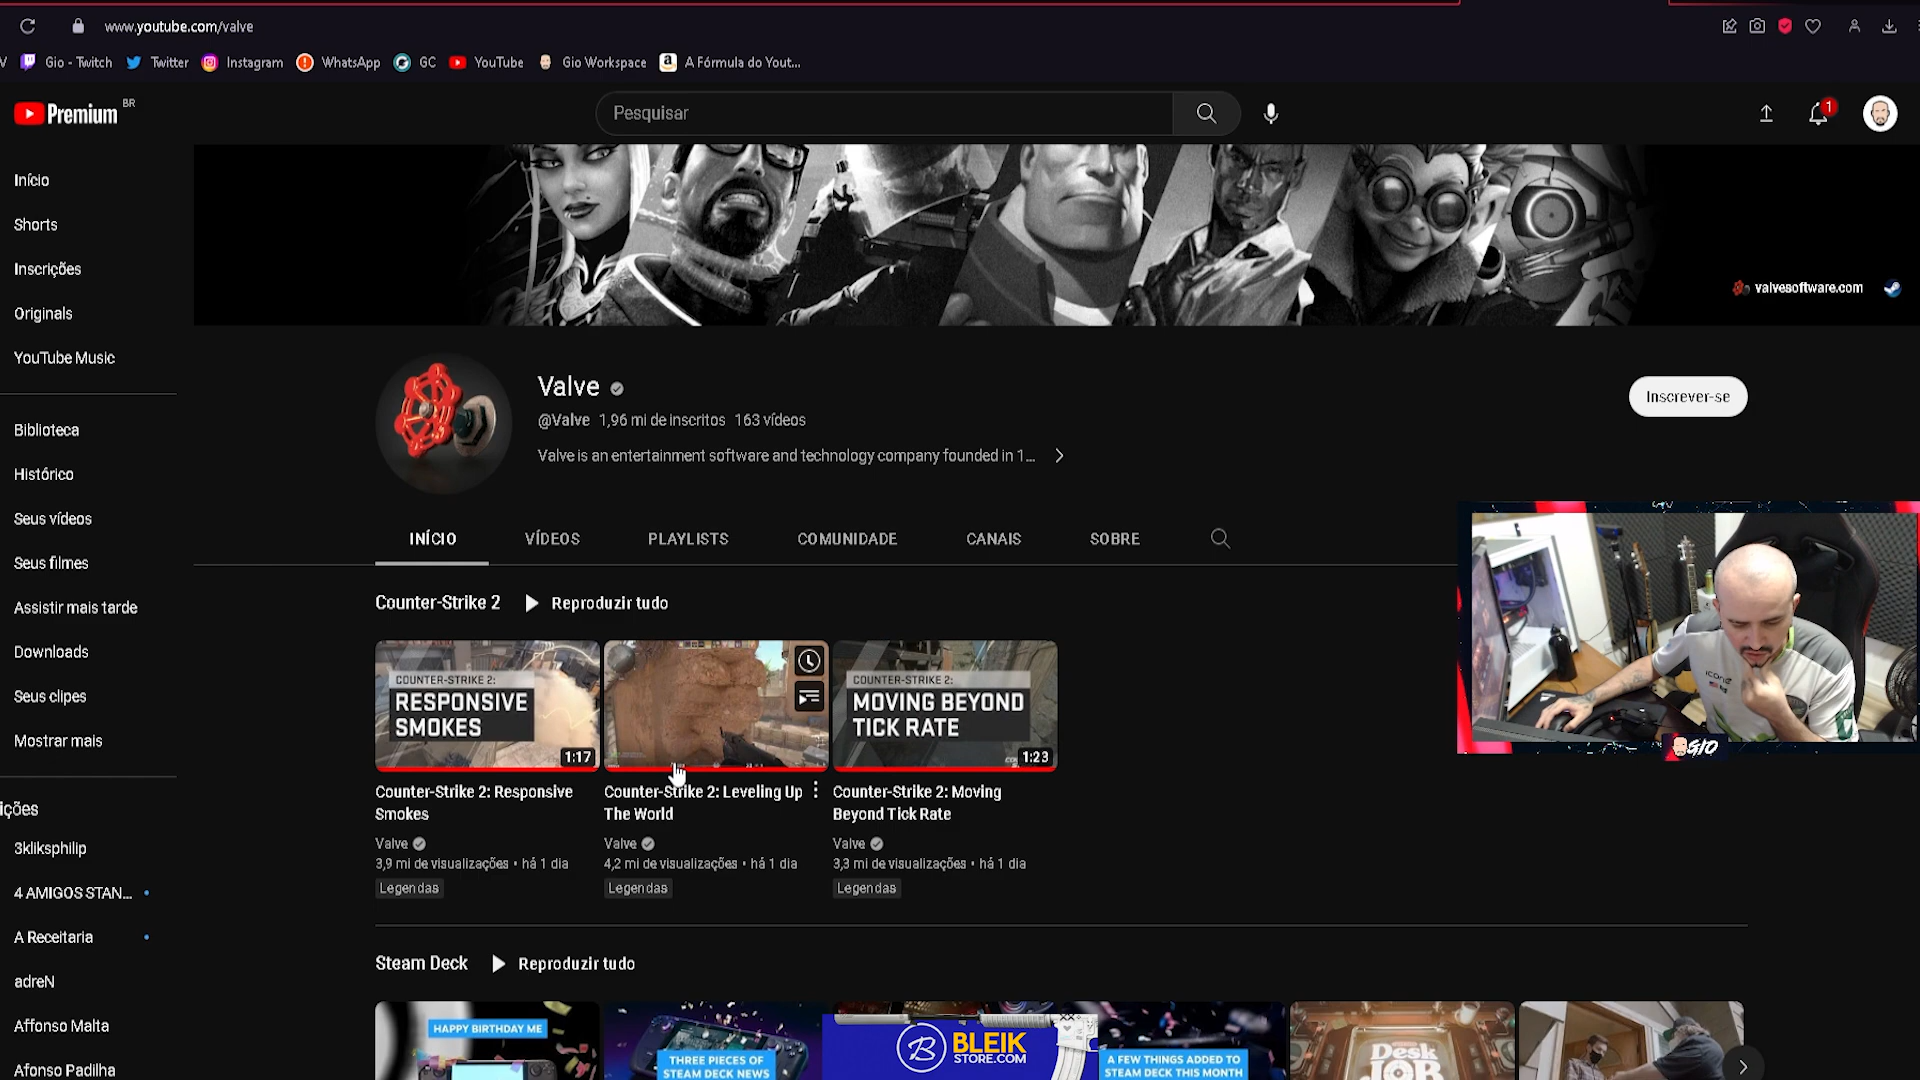 www.youtube.com/valve
Gio - Twitch
Twitter
Instagram
WhatsApp
GC
YouTube
Gio Workspace
A Fórmula do Yout...
Premium BR
Pesquisar
1
Início
Shorts
Inscrições
Originals
YouTube Music
Biblioteca
Histórico
Seus vídeos
Seus filmes
Assistir mais tarde
Downloads
Seus clipes
Mostrar mais
ições
3kliksphilip
4 AMIGOS STAN...
A Receitaria
adreN
Affonso Malta
Afonso Padilha
valvesoftware.com
Valve
@Valve 1,96 mi de inscritos 163 vídeos
Valve is an entertainment software and technology company founded in 1...
Inscrever-se
INÍCIO
VÍDEOS
PLAYLISTS
COMUNIDADE
CANAIS
SOBRE
Counter-Strike 2
Reproduzir tudo
COUNTER-STRIKE 2:
RESPONSIVE
SMOKES
1:17
Counter-Strike 2: Responsive
Smokes
Valve
3,9 mi de visualizações • há 1 dia
Legendas
Counter-Strike 2: Leveling Up
The World
Valve
4,2 mi de visualizações • há 1 dia
Legendas
COUNTER-STRIKE 2:
MOVING BEYOND
TICK RATE
1:23
Counter-Strike 2: Moving
Beyond Tick Rate
Valve
3,3 mi de visualizações • há 1 dia
Legendas
GIO
Steam Deck
Reproduzir tudo
HAPPY BIRTHDAY ME
THREE PIECES OF
STEAM DECK NEWS
B BLEIK
STORE.COM
A FEW THINGS ADDED TO
STEAM DECK THIS MONTH
Desk
JOB